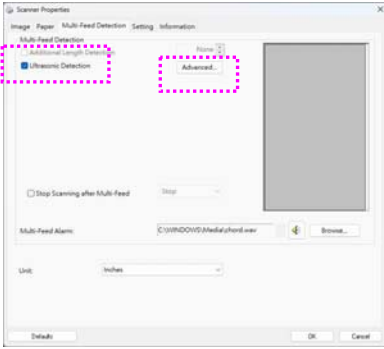 Scanner Properties
Image Paper Multi-Feed Detection Setting Information
Multi-Feed Detection
Additional Length Detection None
Ultrasonic Detection Advanced...
Stop Scanning after Multi-Feed Stop
Multi-Feed Alarm: C:\WINDOWS\Media\chord.wav Browse...
Unit: Inches
Defaults OK Cancel